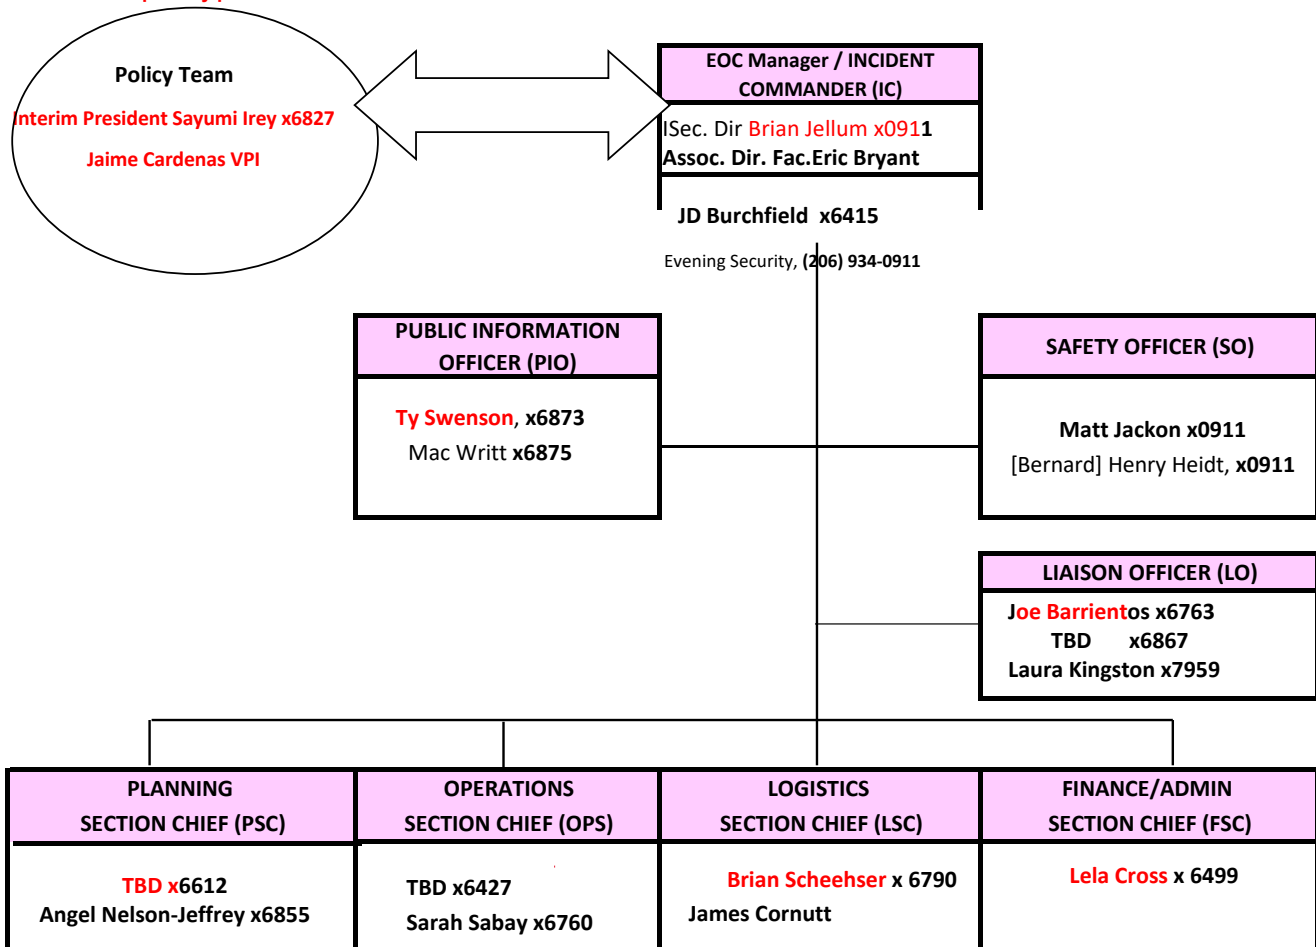 Policy Team
Interim President Sayumi Irey x6827
Jaime Cardenas VPI
EOC Manager / INCIDENT
COMMANDER (IC)
ISec. Dir Brian Jellum x0911
Assoc. Dir. Fac.Eric Bryant
JD Burchfield x6415
Evening Security, (206) 934-0911
PUBLIC INFORMATION
OFFICER (PIO)
Ty Swenson, x6873
Mac Writt x6875
SAFETY OFFICER (SO)
Matt Jackon x0911
[Bernard] Henry Heidt, x0911
LIAISON OFFICER (LO)
Joe Barrientos x6763
TBD x6867
Laura Kingston x7959
PLANNING
SECTION CHIEF (PSC)
TBD x6612
Angel Nelson-Jeffrey x6855
OPERATIONS
SECTION CHIEF (OPS)
TBD x6427
Sarah Sabay x6760
LOGISTICS
SECTION CHIEF (LSC)
Brian Scheehser x 6790
James Cornutt
FINANCE/ADMIN
SECTION CHIEF (FSC)
Lela Cross x 6499